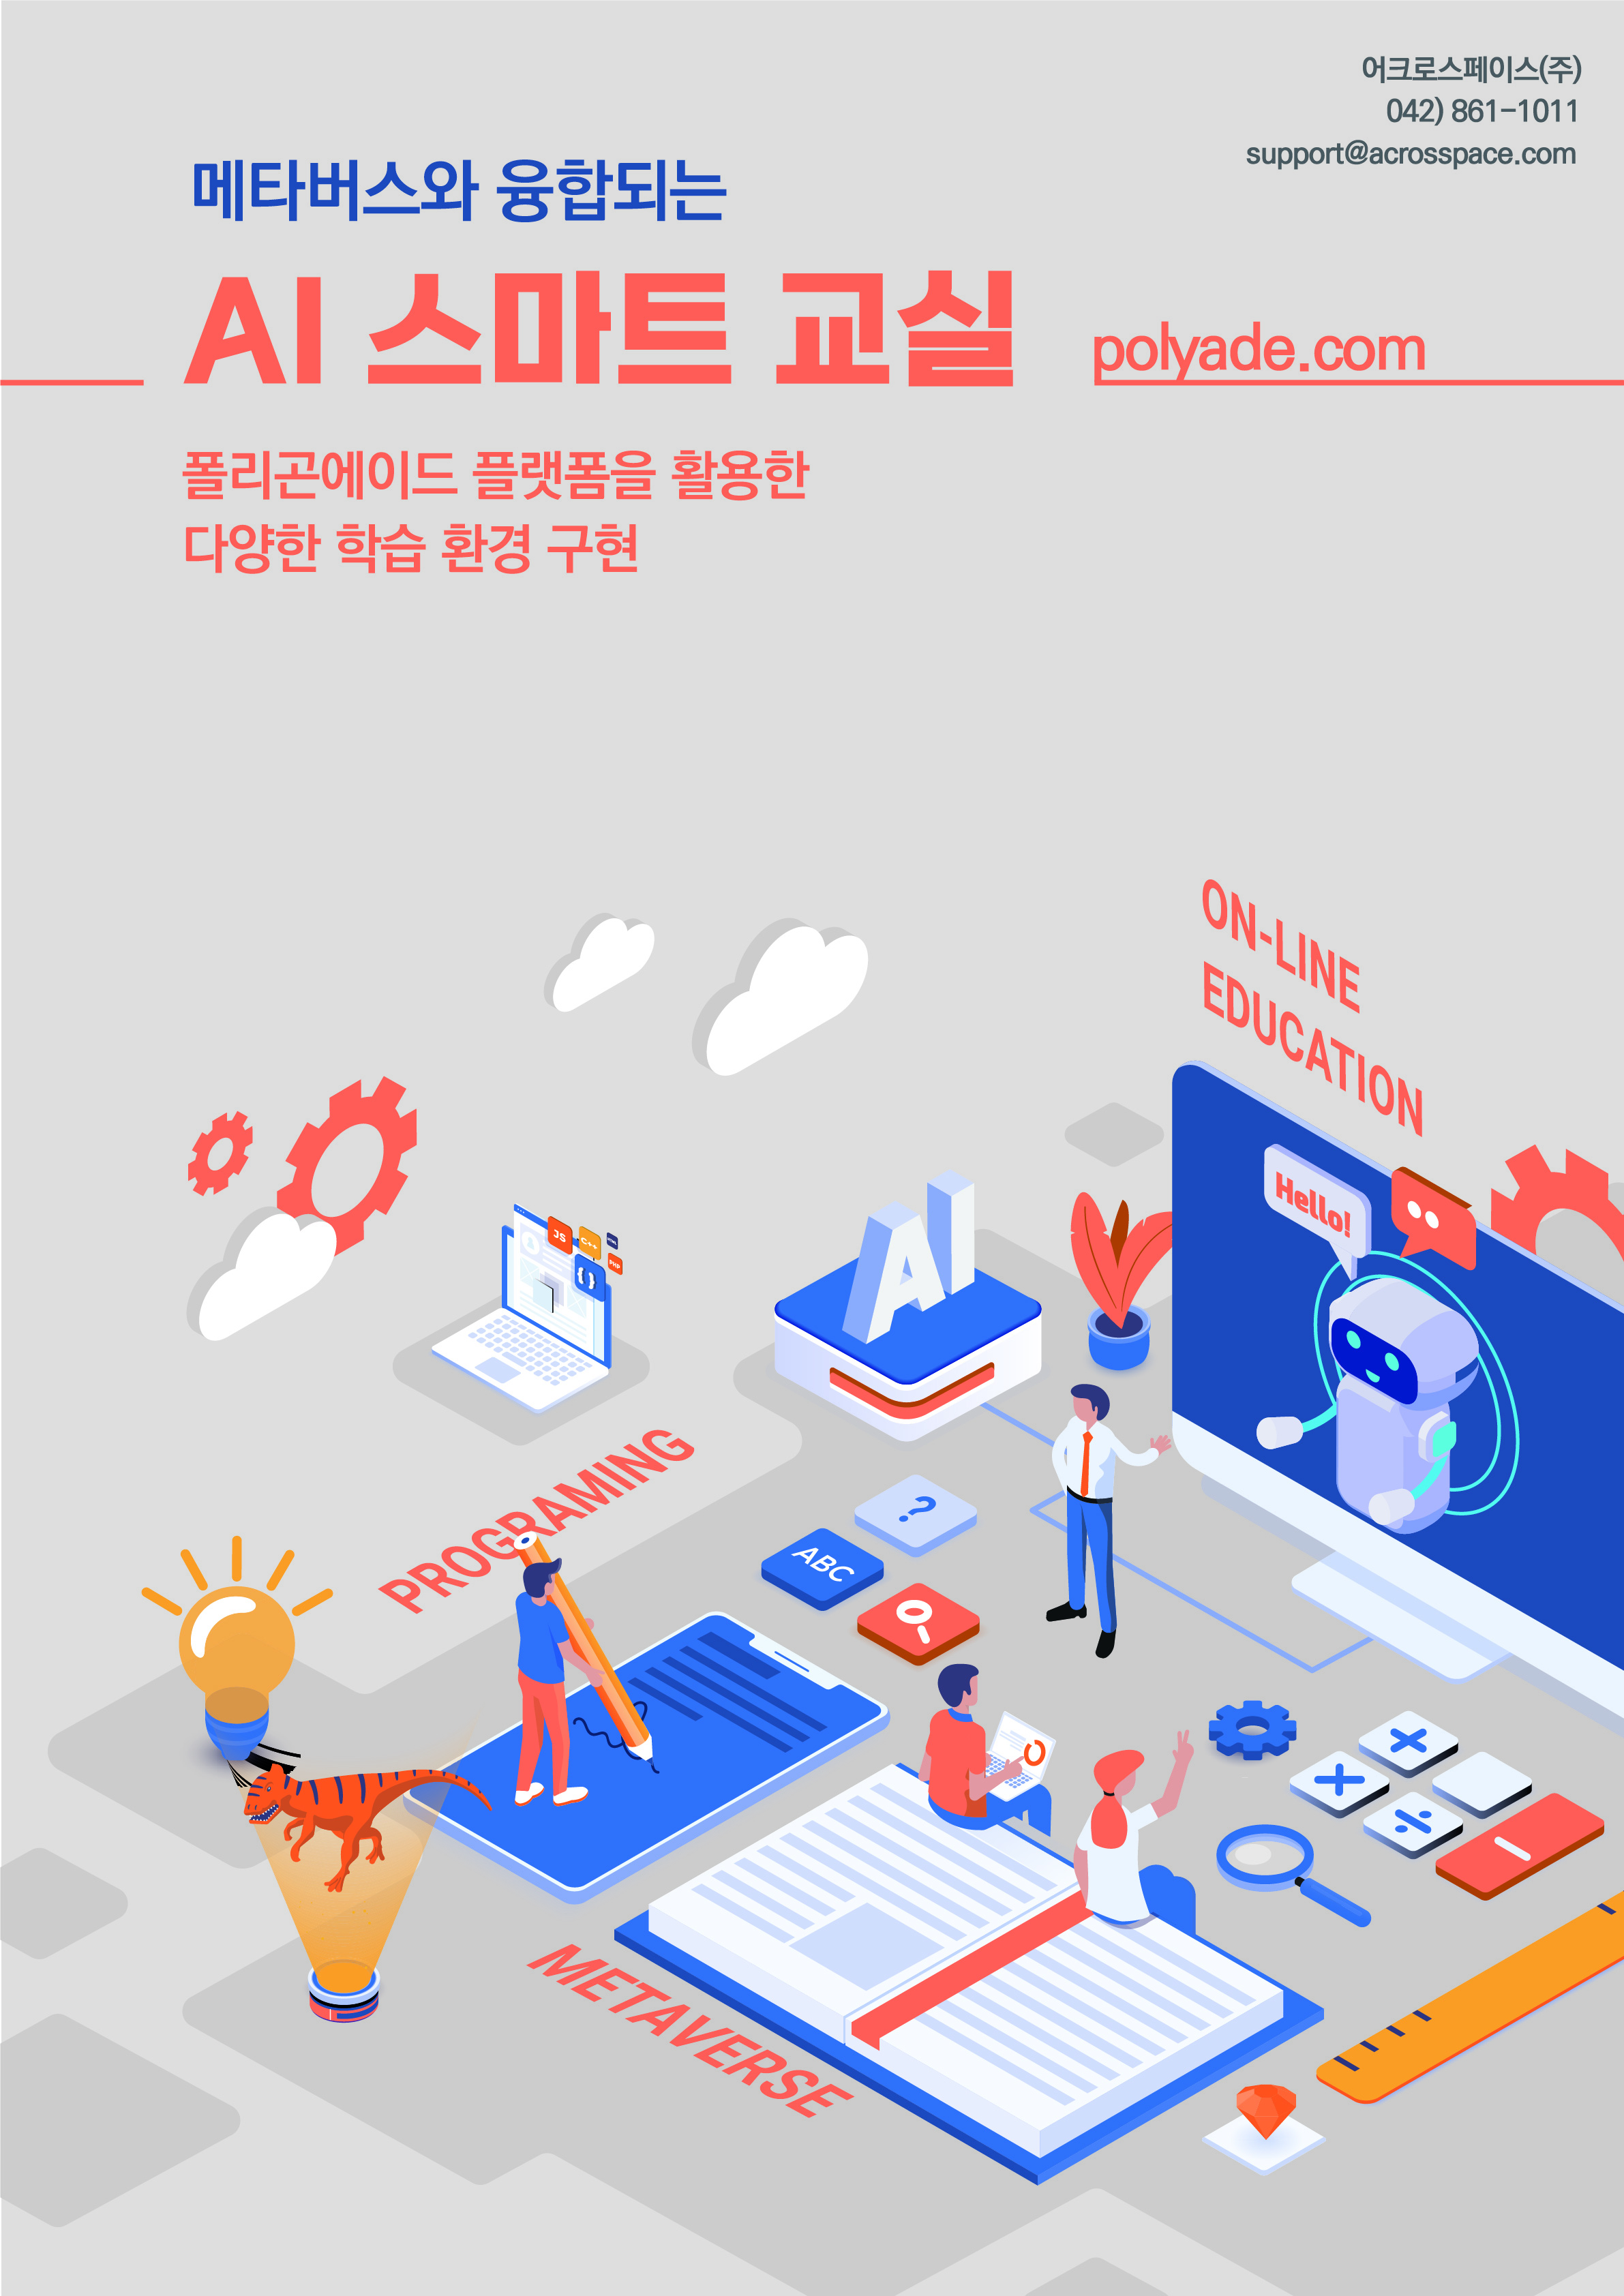 어크로스페이스(주)
042) 861-1011
support@acrosspace.com
메타버스와 융합되는
AI 스마트 교실
polyade.com
폴리곤에이드 플랫폼을 활용한
다양한 학습 환경 구현
ON-LINE
EDUCATION
Hello!
JS
C++
PHP
{ }
AI
PROGRAMING
?
ABC
METAVERSE